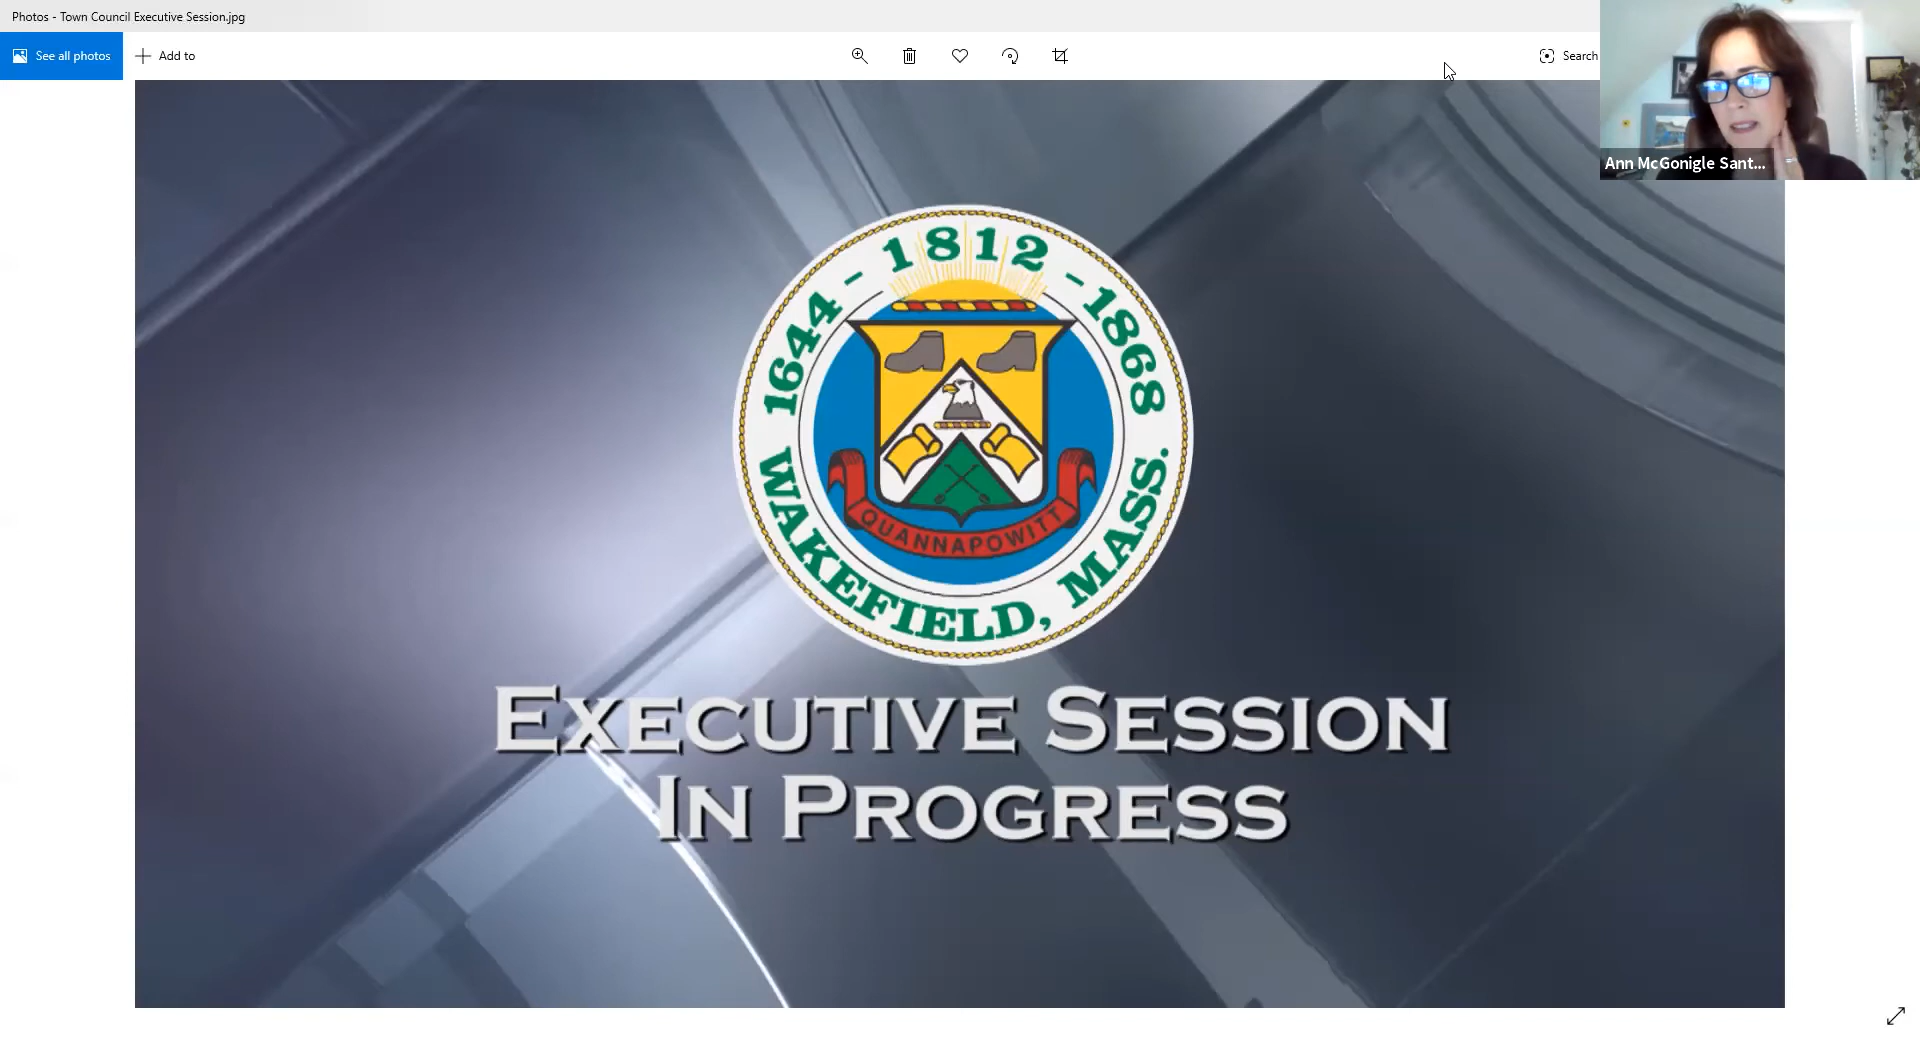 Photos - Town Council Executive Session.jpg
See all photos
Add to
Search
Ann McGonigle Sant...
1644 - 1812 - 1868
QUANNAPOWITT
WAKEFIELD, MASS.
EXECUTIVE SESSION
IN PROGRESS